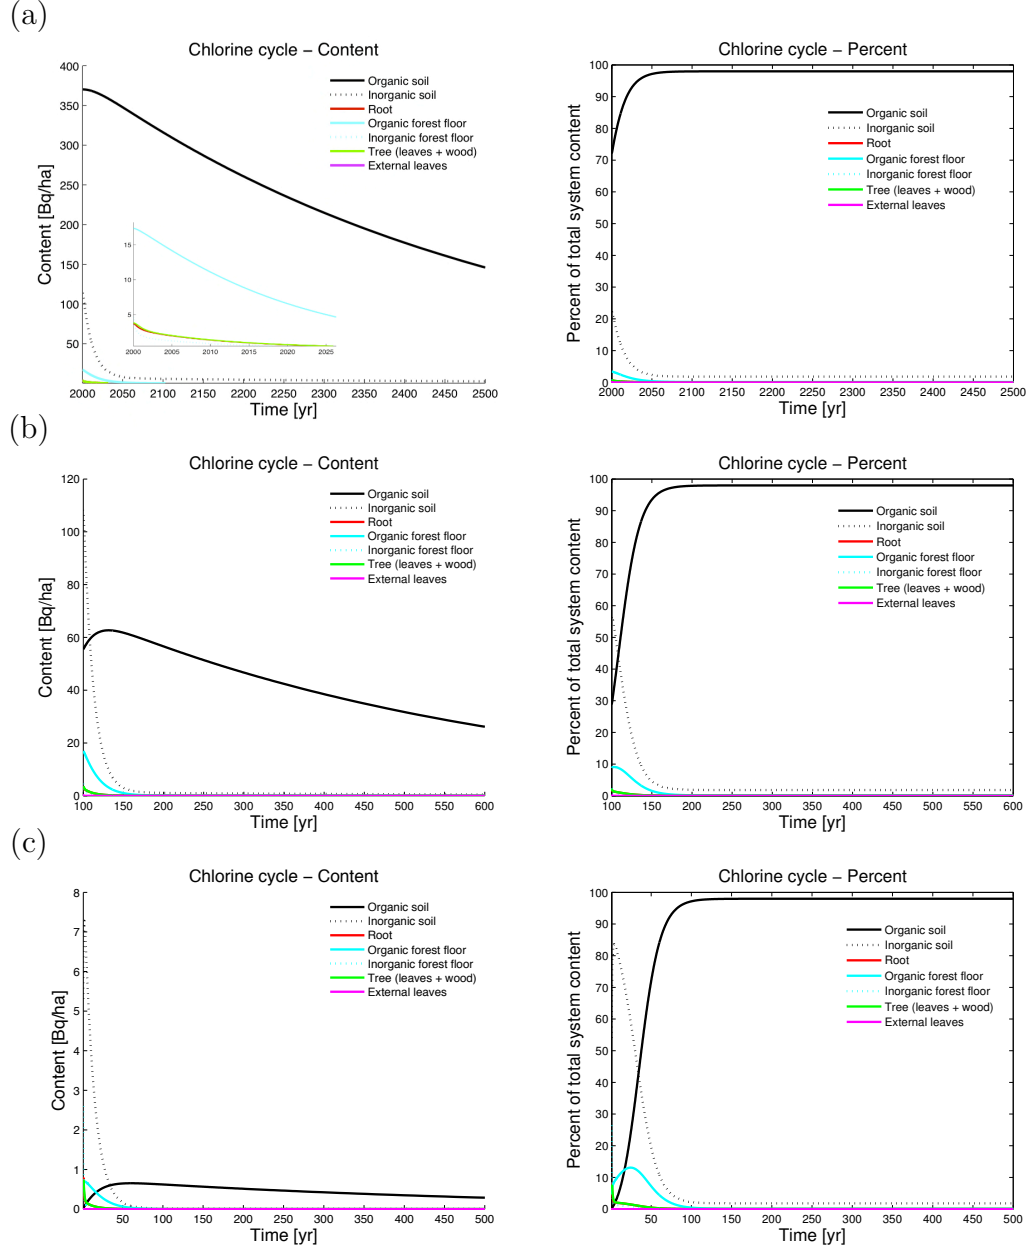 (a)
Chlorine cycle – Content
Content [Bq/ha]
400
350
300
250
200
150
100
50
2000 2050 2100 2150 2200 2250 2300 2350 2400 2450 2500
Time [yr]
Organic soil
Inorganic soil
Root
Organic forest floor
Inorganic forest floor
Tree (leaves + wood)
External leaves
15
10
5
2000 2005 2010 2015 2020 2025
Chlorine cycle – Percent
Percent of total system content
100
90
80
70
60
50
40
30
20
10
0
2000 2050 2100 2150 2200 2250 2300 2350 2400 2450 2500
Time [yr]
Organic soil
Inorganic soil
Root
Organic forest floor
Inorganic forest floor
Tree (leaves + wood)
External leaves
(b)
Chlorine cycle – Content
Content [Bq/ha]
120
100
80
60
40
20
0
100 150 200 250 300 350 400 450 500 550 600
Time [yr]
Organic soil
Inorganic soil
Root
Organic forest floor
Inorganic forest floor
Tree (leaves + wood)
External leaves
Chlorine cycle – Percent
Percent of total system content
100
90
80
70
60
50
40
30
20
10
0
100 150 200 250 300 350 400 450 500 550 600
Time [yr]
Organic soil
Inorganic soil
Root
Organic forest floor
Inorganic forest floor
Tree (leaves + wood)
External leaves
(c)
Chlorine cycle – Content
Content [Bq/ha]
8
7
6
5
4
3
2
1
0
50 100 150 200 250 300 350 400 450 500
Time [yr]
Organic soil
Inorganic soil
Root
Organic forest floor
Inorganic forest floor
Tree (leaves + wood)
External leaves
Chlorine cycle – Percent
Percent of total system content
100
90
80
70
60
50
40
30
20
10
0
50 100 150 200 250 300 350 400 450 500
Time [yr]
Organic soil
Inorganic soil
Root
Organic forest floor
Inorganic forest floor
Tree (leaves + wood)
External leaves